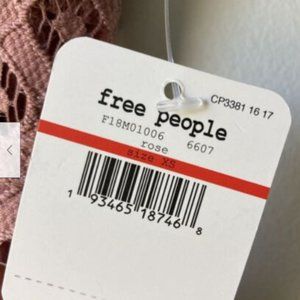 CP3381 16 17
free people
F18M01006 6607
rose
size XS
1 93465 18746 8